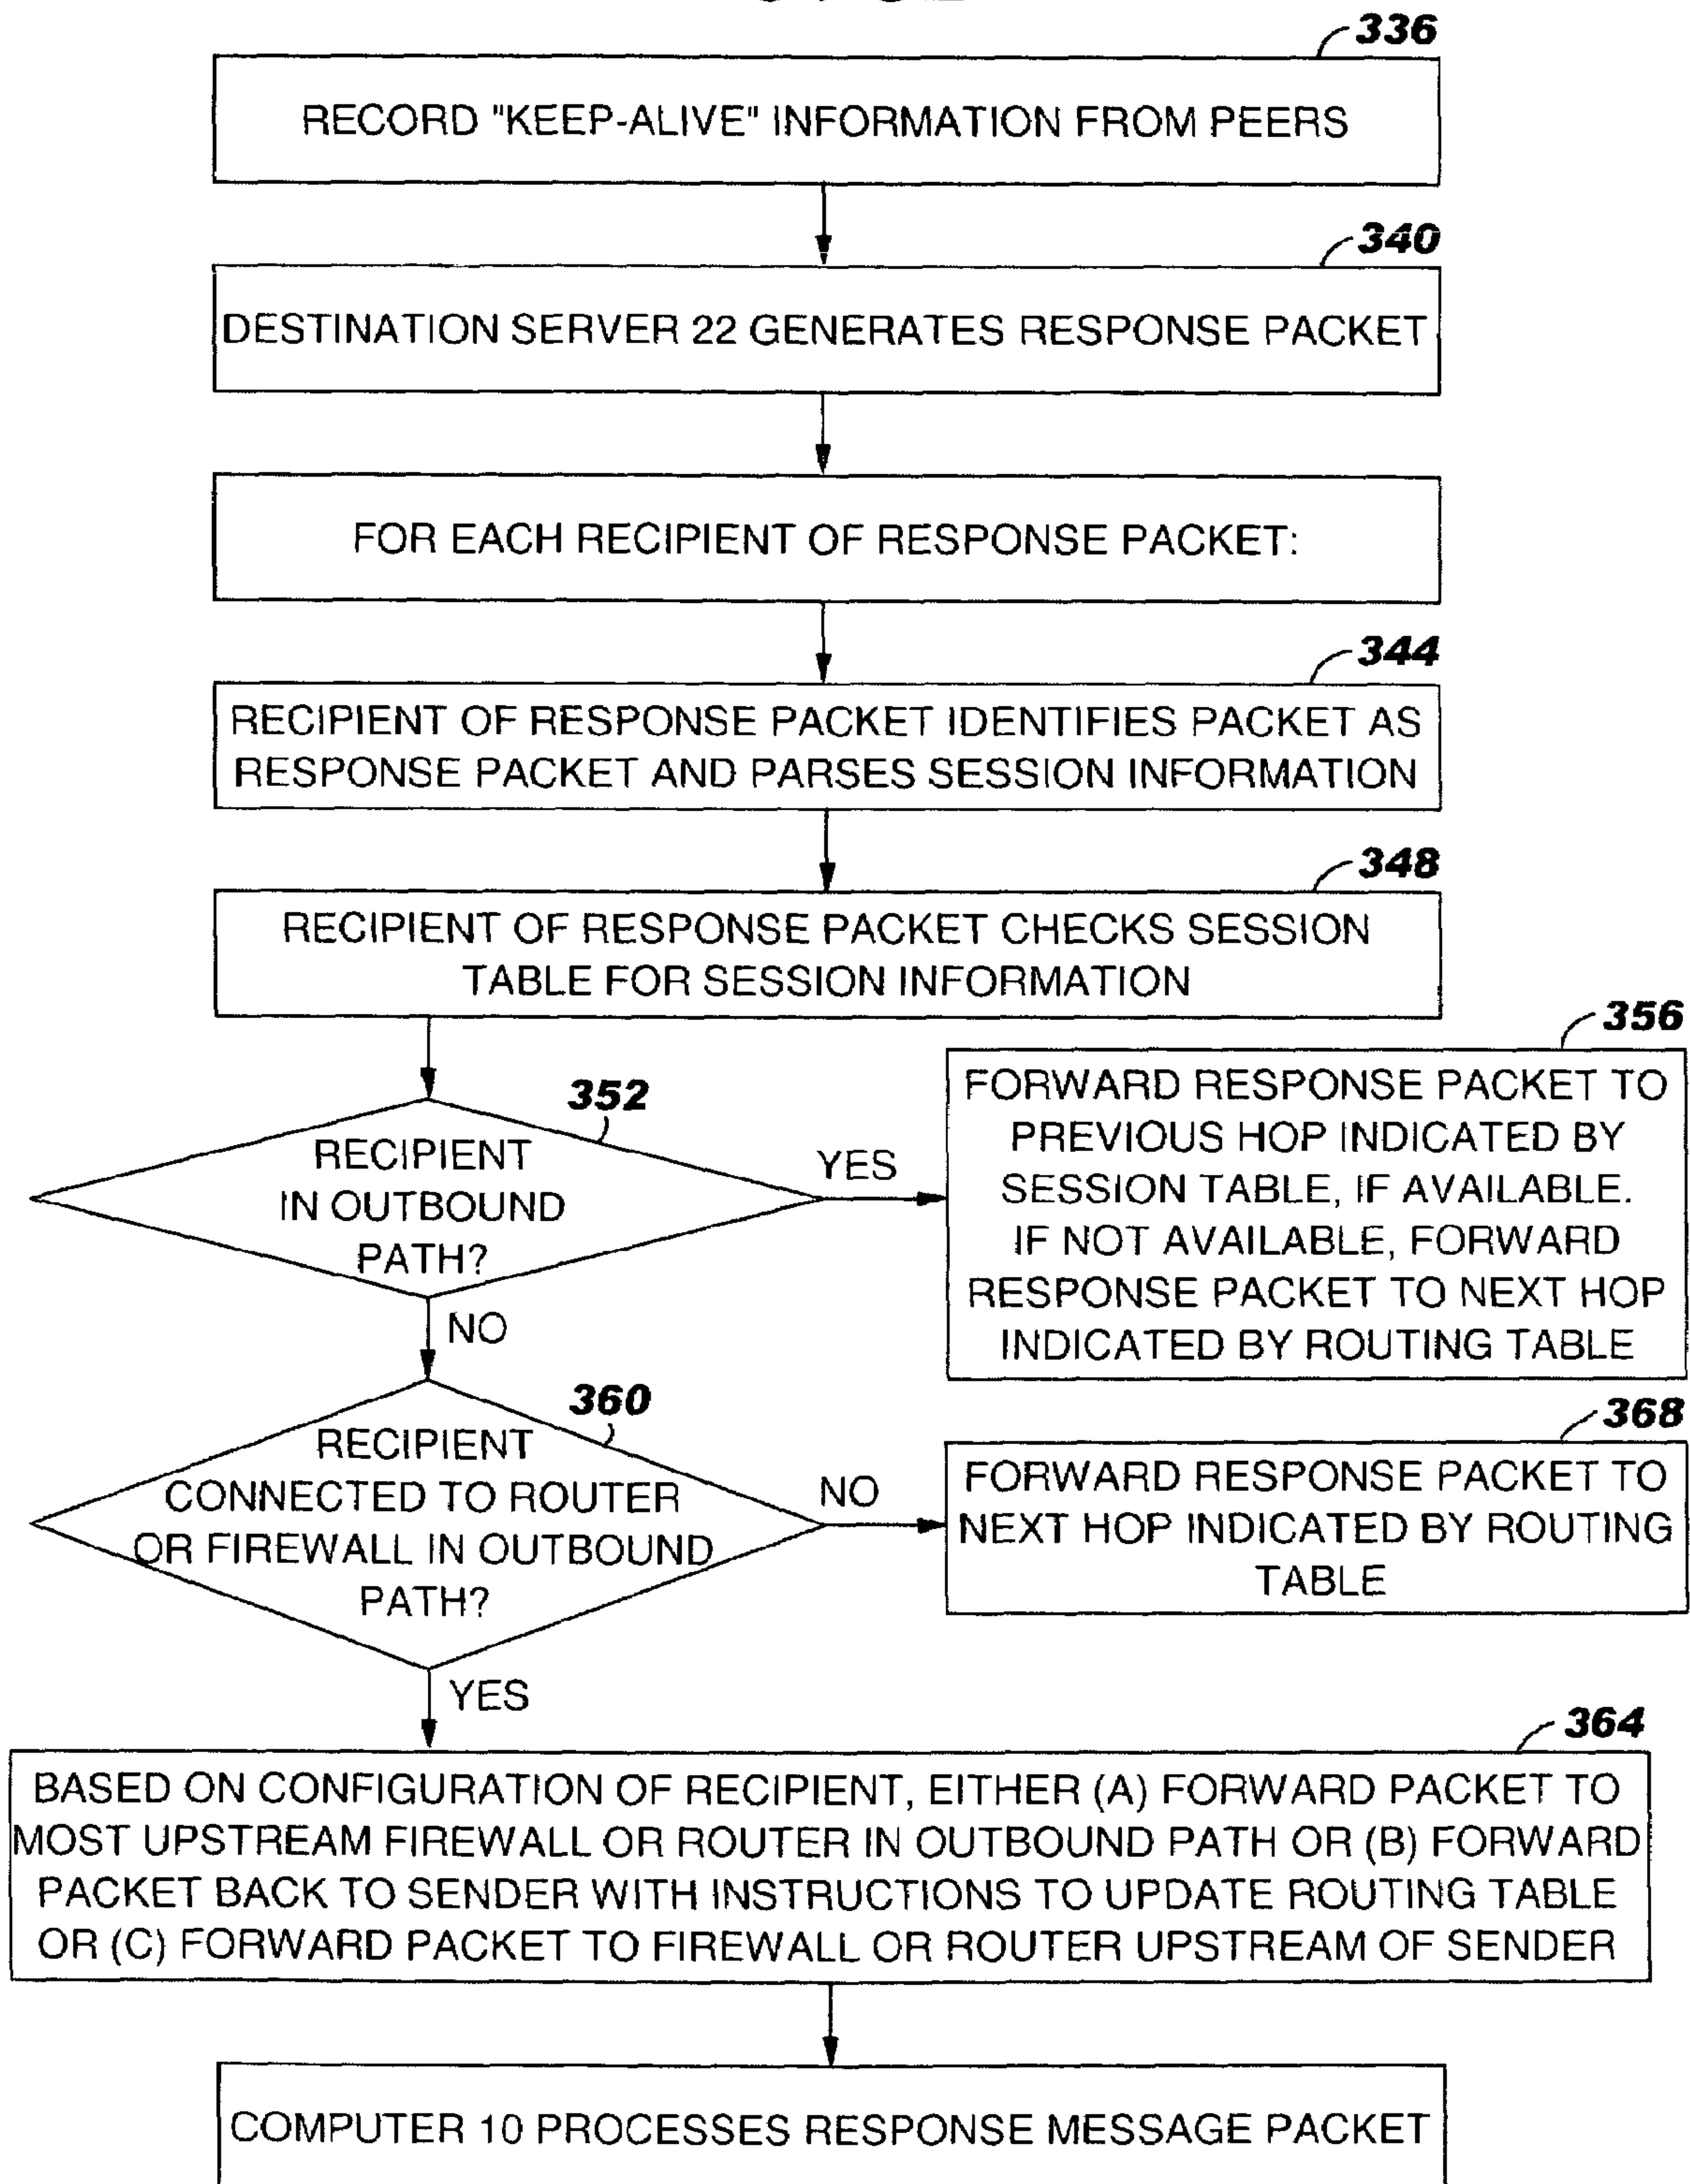 336
RECORD "KEEP-ALIVE" INFORMATION FROM PEERS
340
DESTINATION SERVER 22 GENERATES RESPONSE PACKET
FOR EACH RECIPIENT OF RESPONSE PACKET:
344
RECIPIENT OF RESPONSE PACKET IDENTIFIES PACKET AS
RESPONSE PACKET AND PARSES SESSION INFORMATION
348
RECIPIENT OF RESPONSE PACKET CHECKS SESSION
TABLE FOR SESSION INFORMATION
352
RECIPIENT
IN OUTBOUND
PATH?
YES
356
FORWARD RESPONSE PACKET TO
PREVIOUS HOP INDICATED BY
SESSION TABLE, IF AVAILABLE.
IF NOT AVAILABLE, FORWARD
RESPONSE PACKET TO NEXT HOP
INDICATED BY ROUTING TABLE
NO
360
RECIPIENT
CONNECTED TO ROUTER
OR FIREWALL IN OUTBOUND
PATH?
NO
368
FORWARD RESPONSE PACKET TO
NEXT HOP INDICATED BY ROUTING
TABLE
YES
364
BASED ON CONFIGURATION OF RECIPIENT, EITHER (A) FORWARD PACKET TO
MOST UPSTREAM FIREWALL OR ROUTER IN OUTBOUND PATH OR (B) FORWARD
PACKET BACK TO SENDER WITH INSTRUCTIONS TO UPDATE ROUTING TABLE
OR (C) FORWARD PACKET TO FIREWALL OR ROUTER UPSTREAM OF SENDER
COMPUTER 10 PROCESSES RESPONSE MESSAGE PACKET